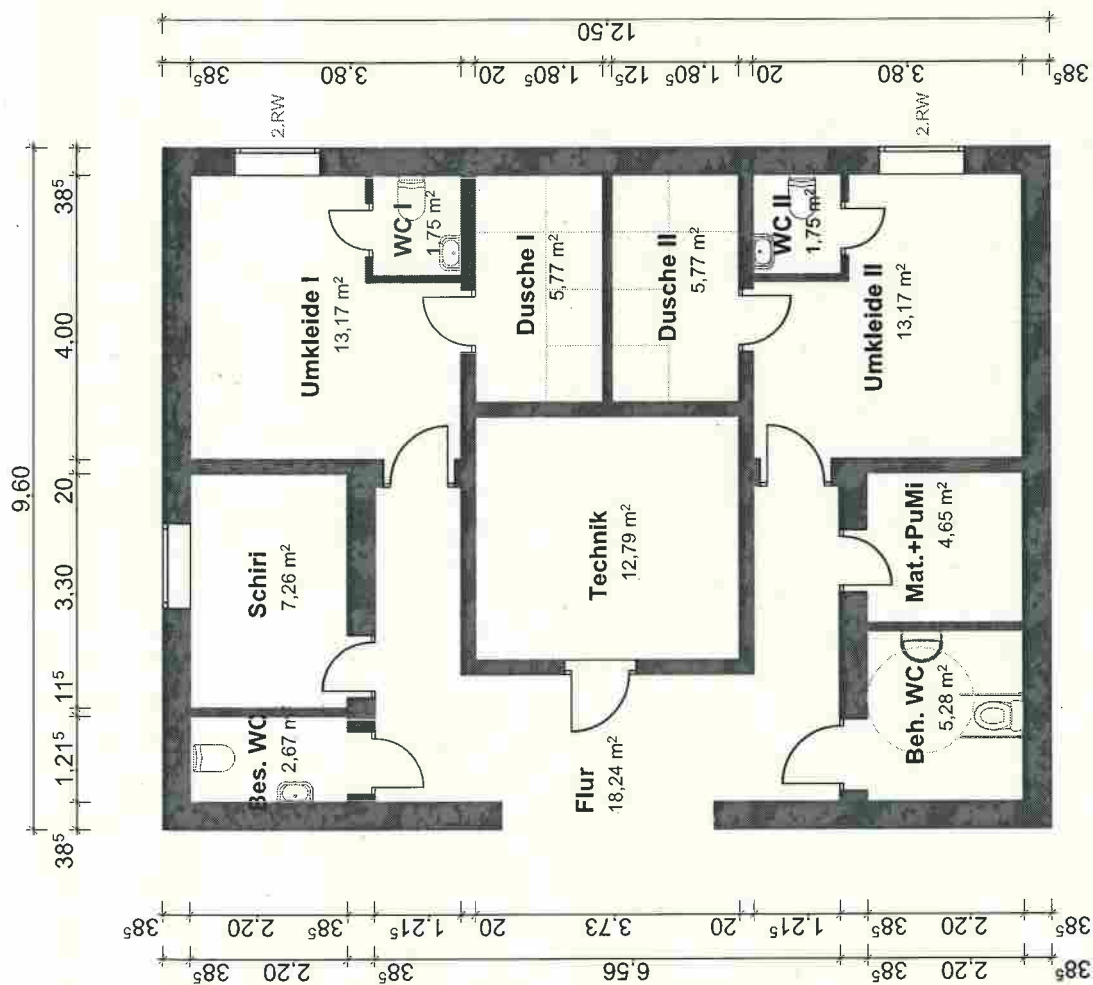 12,50
38⁵ 3,80 20 1,80⁵ 12⁵ 1,80⁵ 20 3,80 38⁵
2.RW
2.RW
9,60
38⁵ 1,21⁵ 11⁵ 3,30 20 4,00 38⁵
Umkleide I
13,17 m²
WC I
1,75 m²
Dusche I
5,77 m²
Dusche II
5,77 m²
WC II
1,75 m²
Umkleide II
13,17 m²
Schiri
7,26 m²
Technik
12,79 m²
Mat.+PuMi
4,65 m²
Bes. WC
2,67 m²
Flur
18,24 m²
Beh. WC
5,28 m²
38⁵ 2,20 38⁵ 1,21⁵ 20 3,73 20 1,21⁵ 38⁵ 2,20 38⁵
38⁵ 2,20 38⁵ 6,56 38⁵ 2,20 38⁵